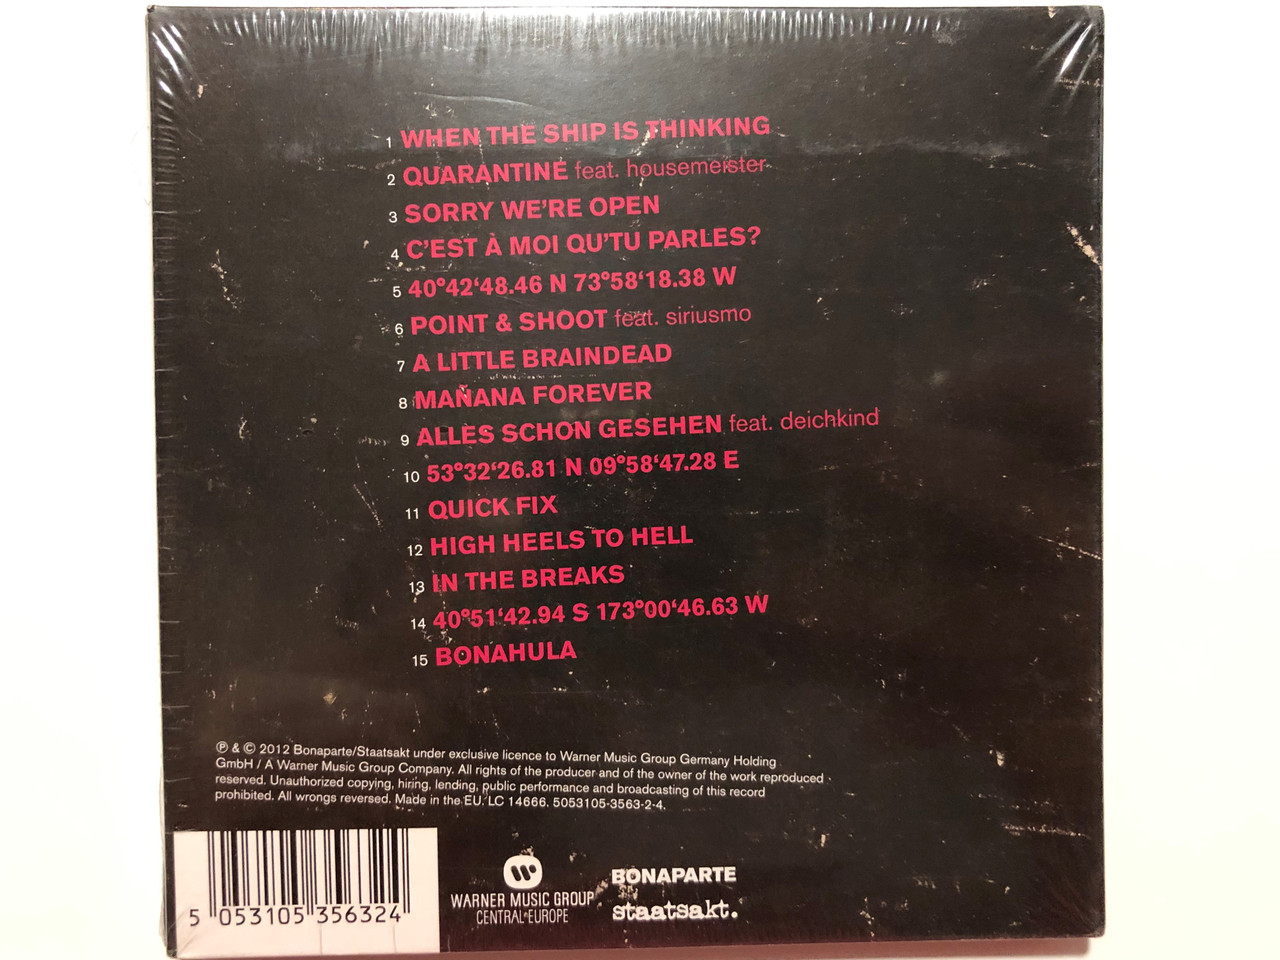 1 WHEN THE SHIP IS THINKING
2 QUARANTINE feat. housemeister
3 SORRY WE'RE OPEN
4 C'EST À MOI QU'TU PARLES?
5 40°42‘48.46 N 73°58‘18.38 W
6 POINT & SHOOT feat. siriusmo
7 A LITTLE BRAINDEAD
8 MAÑANA FOREVER
9 ALLES SCHON GESEHEN feat. deichkind
10 53°32‘26.81 N 09°58‘47.28 E
11 QUICK FIX
12 HIGH HEELS TO HELL
13 IN THE BREAKS
14 40°51‘42.94 S 173°00‘46.63 W
15 BONAHULA
℗ & © 2012 Bonaparte/Staatsakt under exclusive licence to Warner Music Group Germany Holding
GmbH / A Warner Music Group Company. All rights of the producer and of the owner of the work reproduced
reserved. Unauthorized copying, hiring, lending, public performance and broadcasting of this record
prohibited. All wrongs reversed. Made in the EU. LC 14666. 5053105-3563-2-4.
5 053105 356324
WARNER MUSIC GROUP
CENTRAL EUROPE
BONAPARTE
staatsakt.